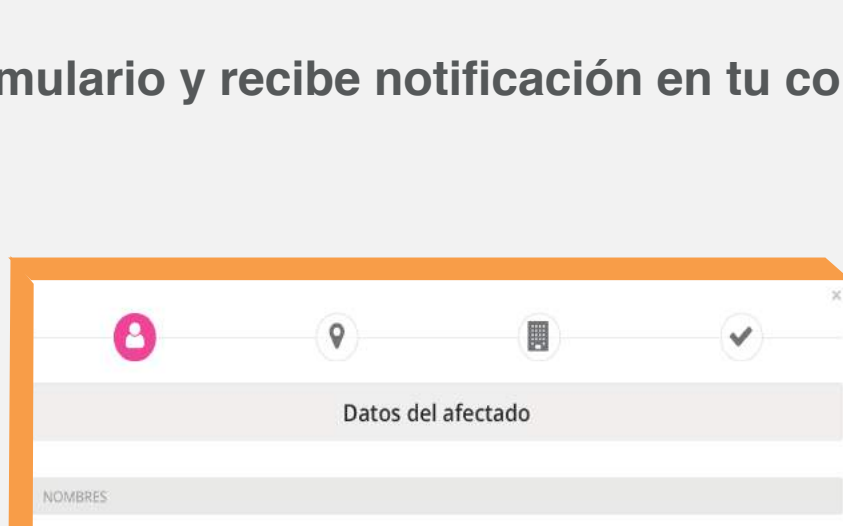 mulario y recibe notificación en tu co
×
Datos del afectado
NOMBRES